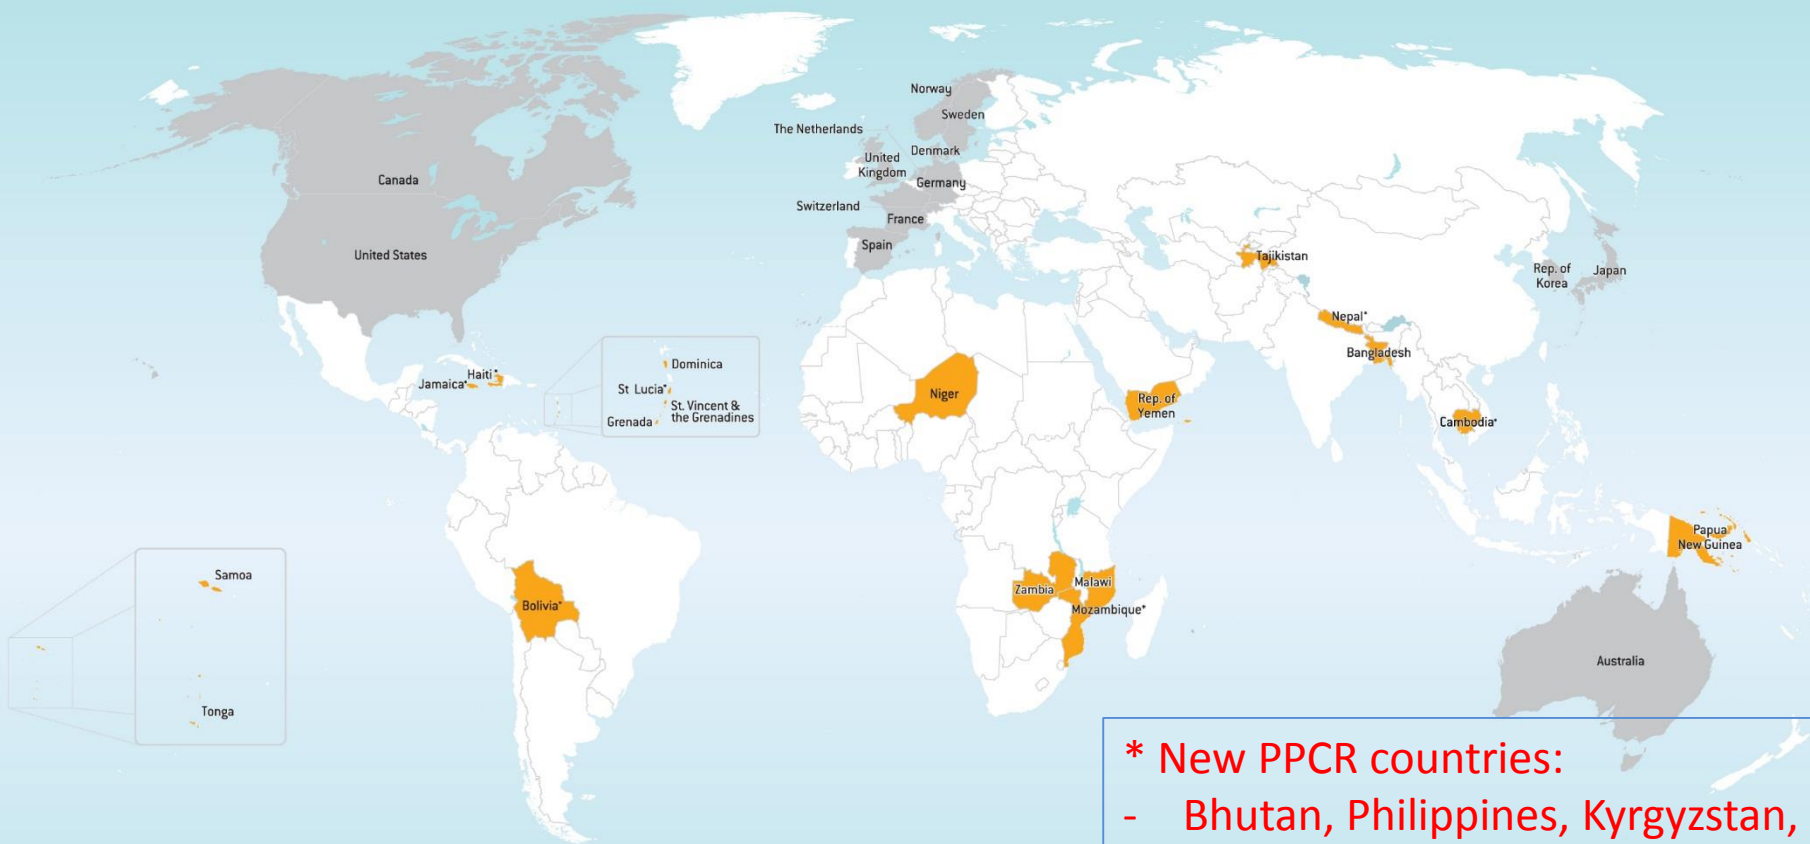 Norway
Sweden
The Netherlands
Denmark
United
Kingdom
Germany
Canada
Switzerland
France
Spain
United States
Tajikistan
Rep. of
Korea
Japan
Nepal*
Bangladesh
Haiti*
Jamaica*
Dominica
St Lucia*
St. Vincent &
the Grenadines
Grenada
Niger
Rep. of
Yemen
Cambodia*
Papua
New Guinea
Samoa
Tonga
Bolivia*
Zambia
Malawi
Mozambique*
Australia
* New PPCR countries:
- Bhutan, Philippines, Kyrgyzstan,